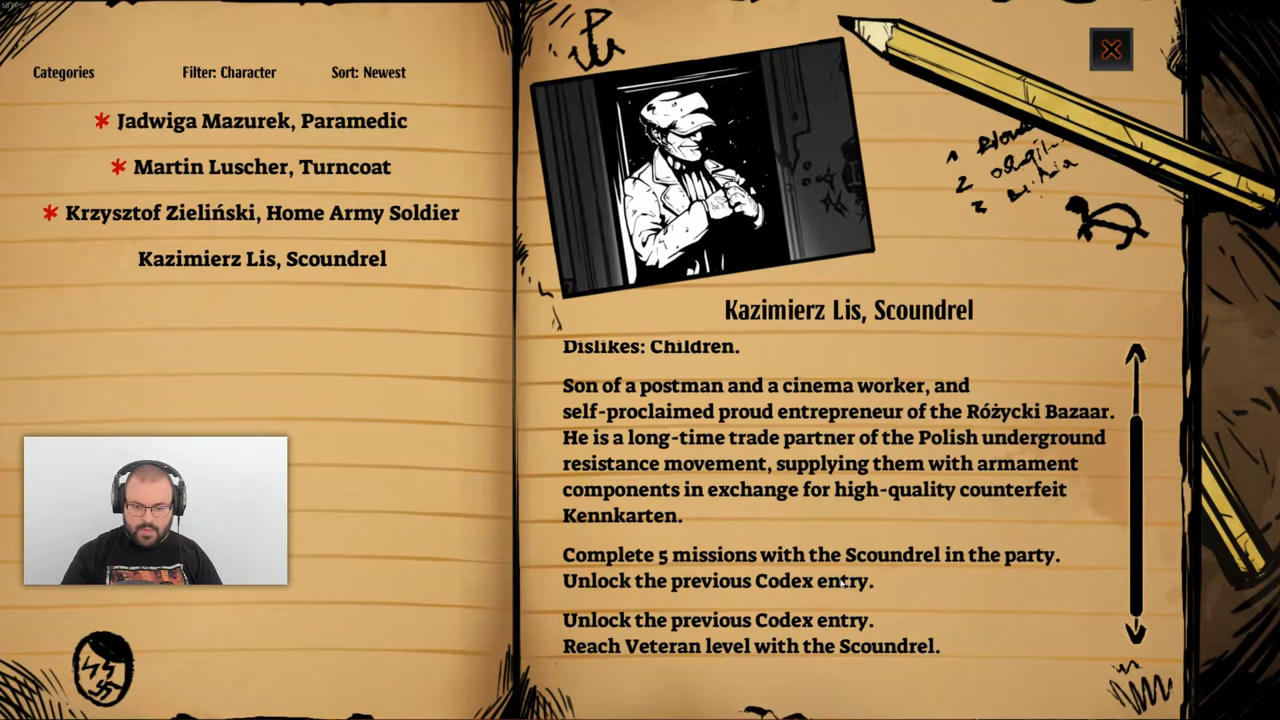 Categories
Filter: Character
Sort: Newest
* Jadwiga Mazurek, Paramedic
* Martin Luscher, Turncoat
* Krzysztof Zieliński, Home Army Soldier
Kazimierz Lis, Scoundrel
Kazimierz Lis, Scoundrel
Dislikes: Children.
Son of a postman and a cinema worker, and
self-proclaimed proud entrepreneur of the Różycki Bazaar.
He is a long-time trade partner of the Polish underground
resistance movement, supplying them with armament
components in exchange for high-quality counterfeit
Kennkarten.
Complete 5 missions with the Scoundrel in the party.
Unlock the previous Codex entry.
Unlock the previous Codex entry.
Reach Veteran level with the Scoundrel.